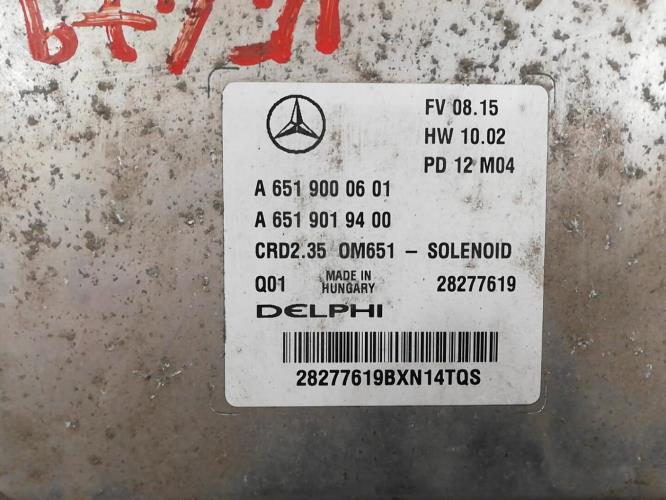 FV 08.15
HW 10.02
PD 12 M04
A 651 900 06 01
A 651 901 94 00
CRD2.35 OM651 - SOLENOID
Q01 MADE IN HUNGARY 28277619
DELPHI
28277619BXN14TQS